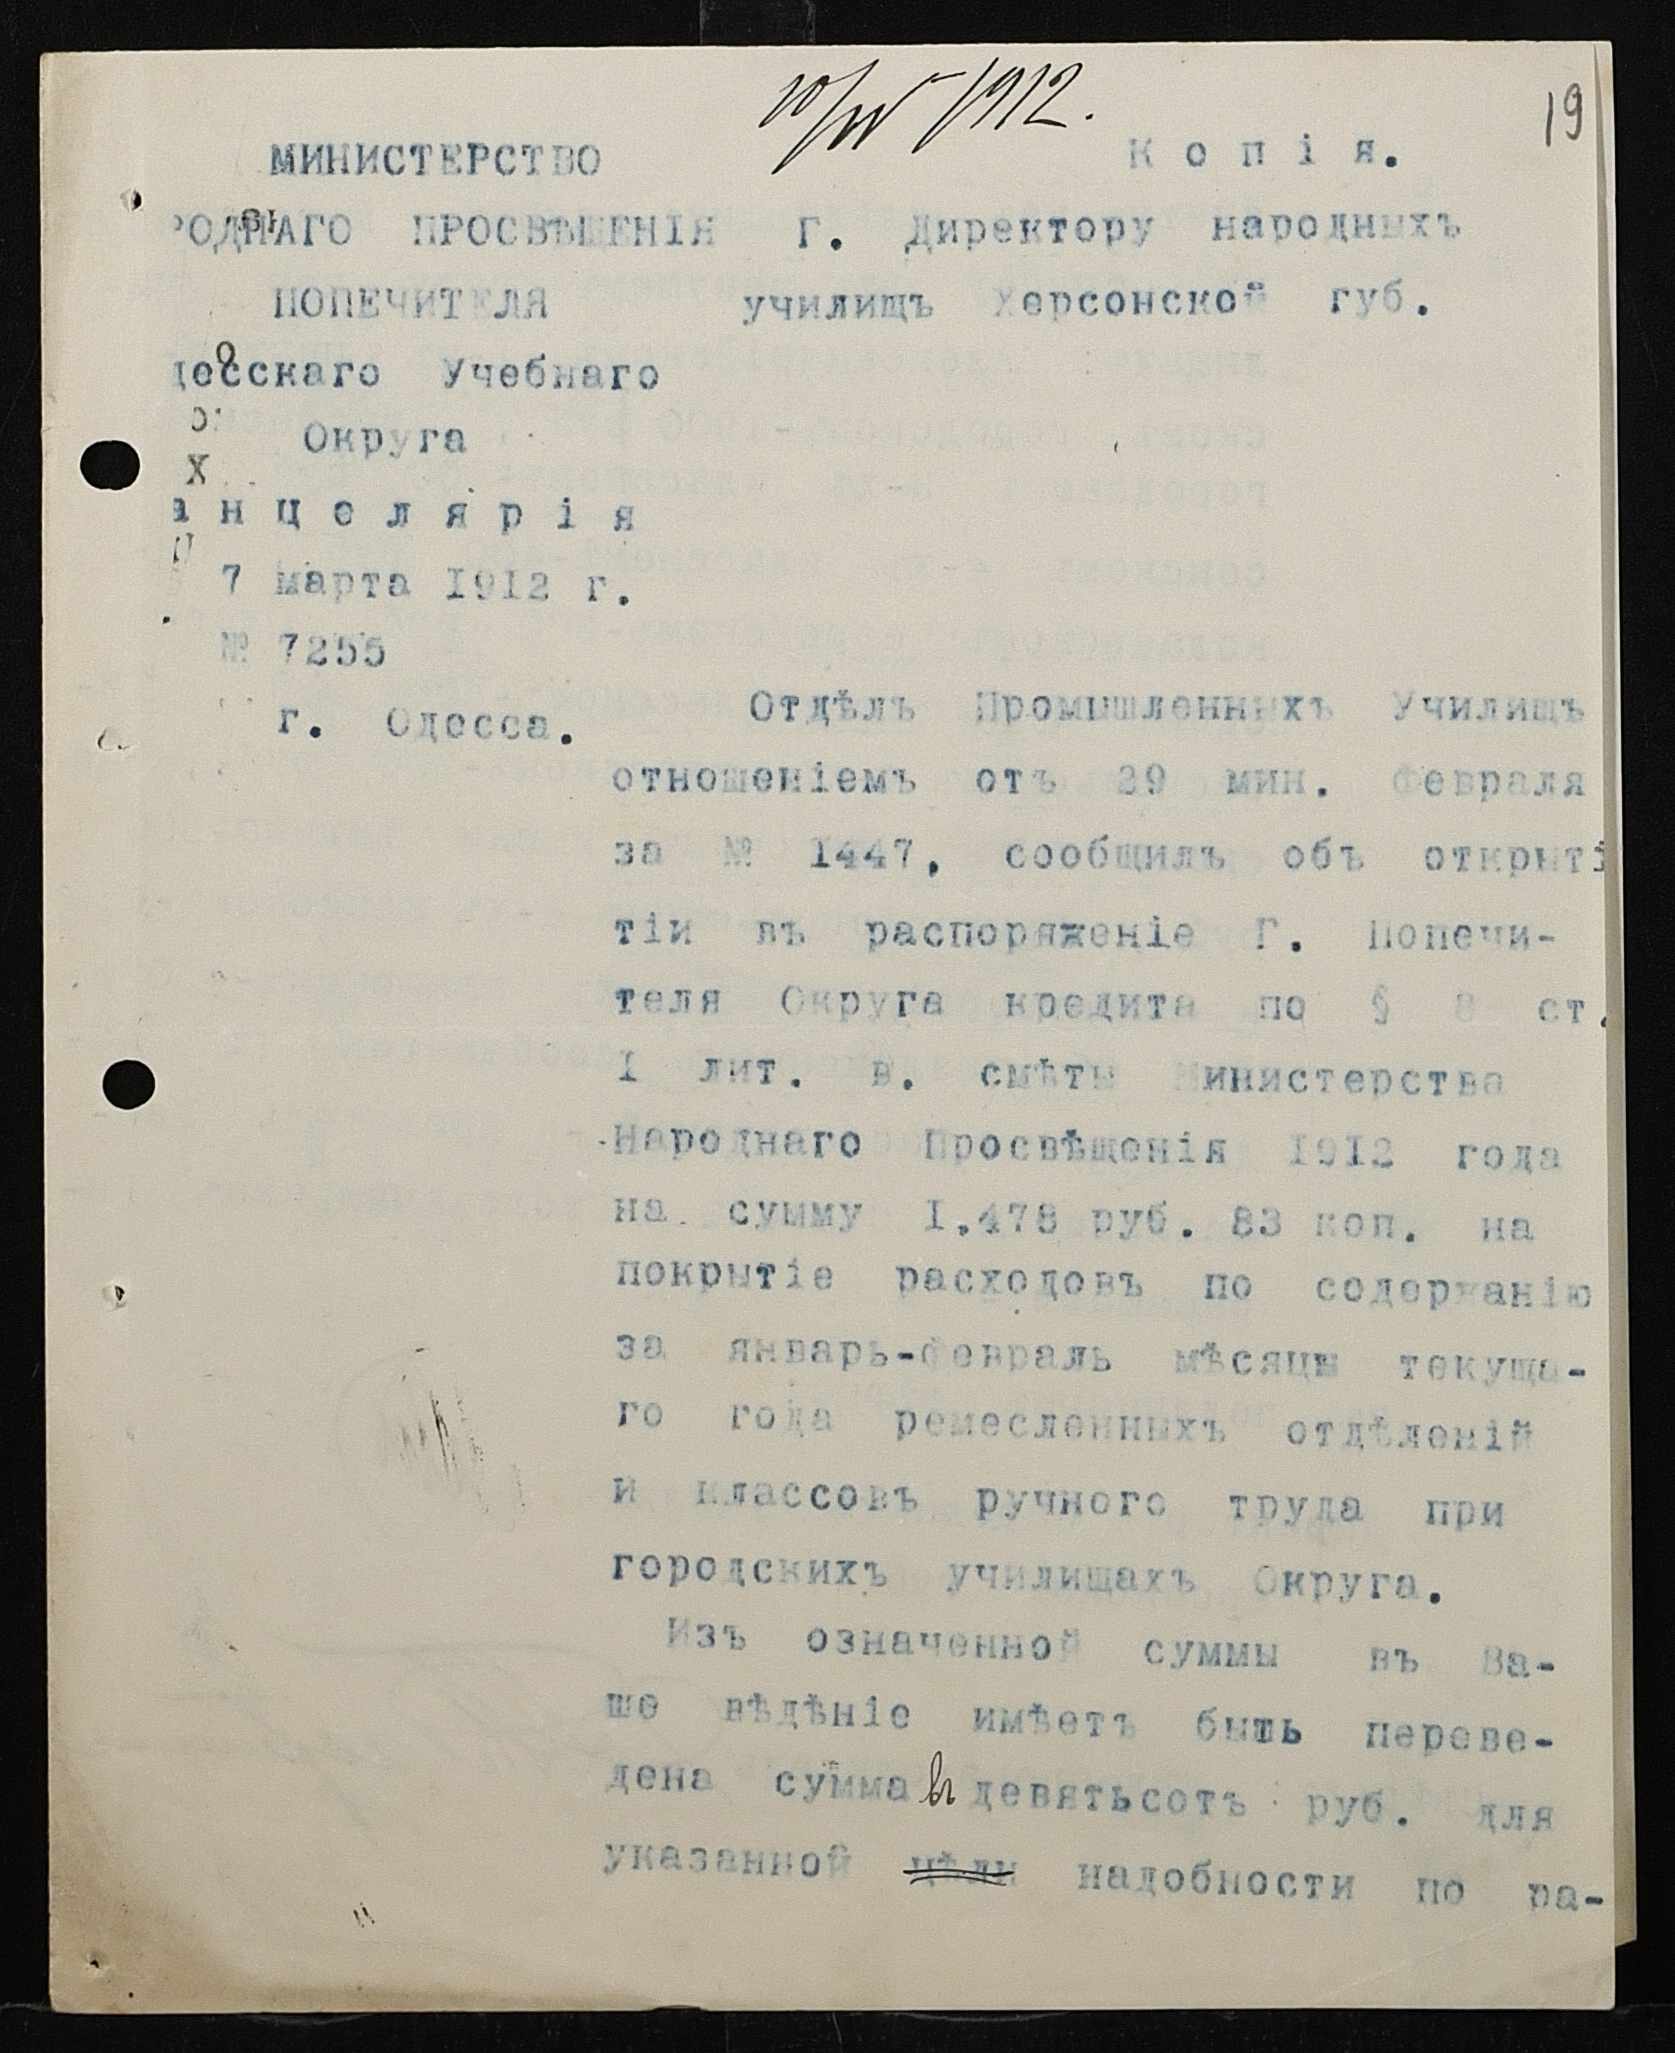 10/IV 1912.
19
МИНИСТЕРСТВО
К о п і я.
РОДНАГО ПРОСВѢЩЕНІЯ
Г. Директору народныхъ
ПОПЕЧИТЕЛЯ
училищъ Херсонской губ.
десскаго Учебнаго
Округа
а н ц е л я р і я
7 марта 1912 г.
№ 7255
г. Одесса.
Отдѣлъ Промышленныхъ Училищъ
отношеніемъ отъ 29 мин. февраля
за № 1447, сообщилъ объ открыті
тіи въ распоряженіе Г. Попечи-
теля Округа кредита по § 8 ст.
I лит. в. смѣты Министерства
Народнаго Просвѣщенія 1912 года
на сумму I.478 руб. 83 коп. на
покрытіе расходовъ по содержанію
за январь-февраль мѣсяцы текуща-
го года ремесленныхъ отдѣленій
и классовъ ручного труда при
городскихъ училищахъ Округа.
Изъ означенной суммы въ Ва-
ше вѣдѣніе имѣетъ быть переве-
дена сумма въ девятьсотъ руб. для
указанной цѣли надобности по ра-